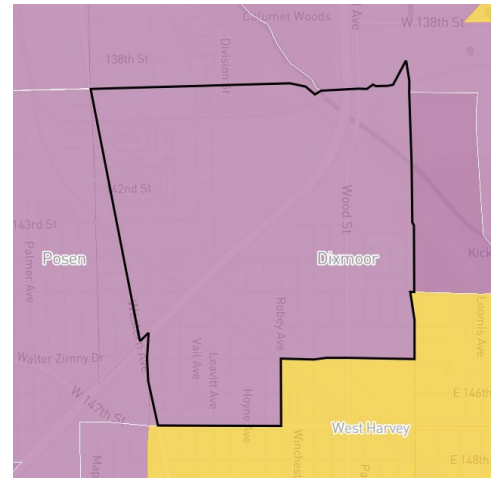 Calumet Woods
W 138th St
138th St
Division St
42nd St
143rd St
Wood St
Posen
Dixmoor
Kick
Palmer Ave
Robey Ave
Loomis Ave
Vail Ave
Leavitt Ave
Walter Zimny Dr
W 147th St
Hoyne Ave
E 146th
West Harvey
Winchest
Pa
Map
E 148th
l Ave